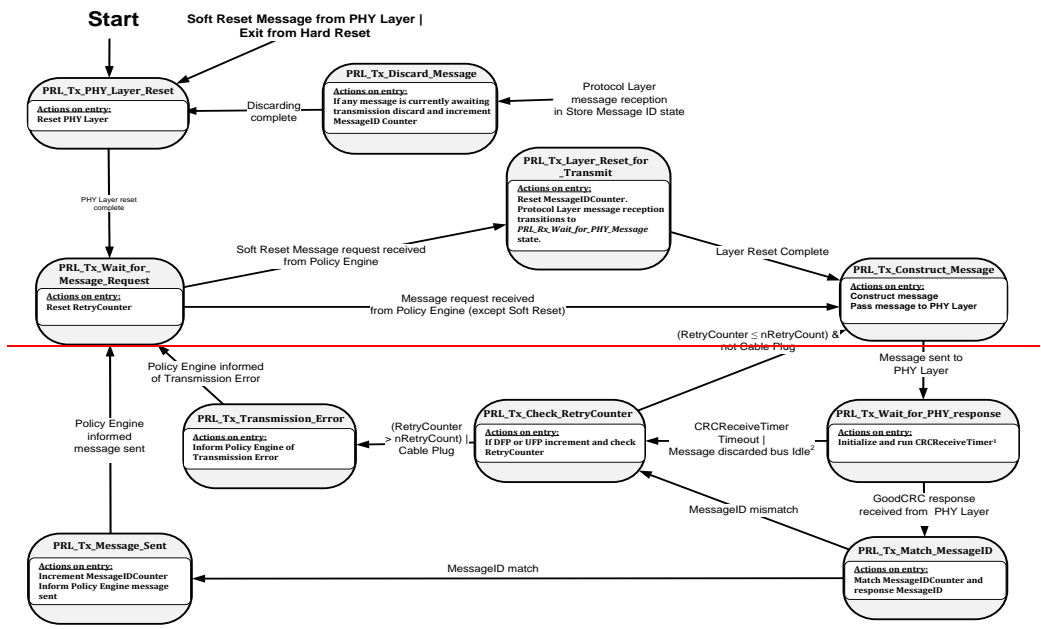 Start
Soft Reset Message from PHY Layer |
Exit from Hard Reset
PRL_Tx_PHY_Layer_Reset
Actions on entry:
Reset PHY Layer
Discarding
complete
PRL_Tx_Discard_Message
Actions on entry:
If any message is currently awaiting
transmission discard and increment
MessageID Counter
Protocol Layer
message reception
in Store Message ID state
PHY Layer reset
complete
PRL_Tx_Layer_Reset_for
_Transmit
Actions on entry:
Reset MessageIDCounter.
Protocol Layer message reception
transitions to
PRL_Rx_Wait_for_PHY_Message
state.
Soft Reset Message request received
from Policy Engine
Layer Reset Complete
PRL_Tx_Wait_for_
Message_Request
Actions on entry:
Reset RetryCounter
Message request received
from Policy Engine (except Soft Reset)
PRL_Tx_Construct_Message
Actions on entry:
Construct message
Pass message to PHY Layer
(RetryCounter ≤ nRetryCount) &
not Cable Plug
Message sent to
PHY Layer
Policy Engine informed
of Transmission Error
Policy Engine
informed
message sent
PRL_Tx_Transmission_Error
Actions on entry:
Inform Policy Engine of
Transmission Error
(RetryCounter
> nRetryCount) |
Cable Plug
PRL_Tx_Check_RetryCounter
Actions on entry:
If DFP or UFP increment and check
RetryCounter
CRCReceiveTimer
Timeout |
Message discarded bus Idle²
PRL_Tx_Wait_for_PHY_response
Actions on entry:
Initialize and run CRCReceiveTimer¹
MessageID mismatch
GoodCRC response
received from PHY Layer
PRL_Tx_Message_Sent
Actions on entry:
Increment MessageIDCounter
Inform Policy Engine message
sent
MessageID match
PRL_Tx_Match_MessageID
Actions on entry:
Match MessageIDCounter and
response MessageID